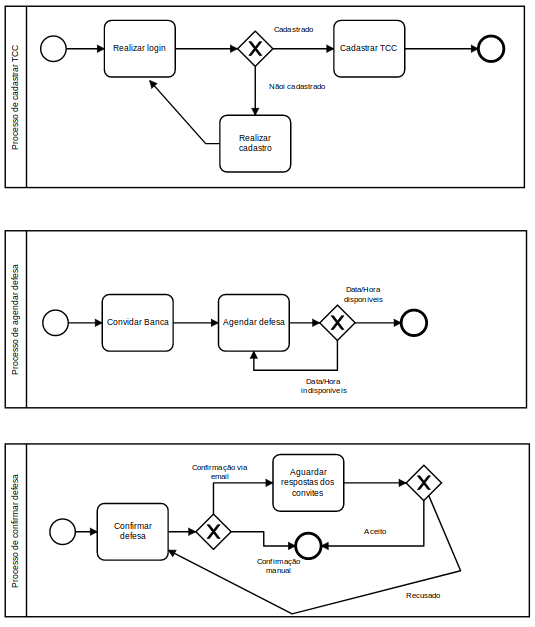 Processo de cadastrar TCC
Realizar login
X
Cadastrado
Cadastrar TCC
Nãoi cadastrado
Realizar
cadastro
Processo de agendar defesa
Convidar Banca
Agendar defesa
X
Data/Hora
disponíveis
Data/Hora
indisponíveis
Processo de confirmar defesa
Confirmar
defesa
X
Confirmação via
email
Aguardar
respostas dos
convites
X
Confirmação
manual
Aceito
Recusado